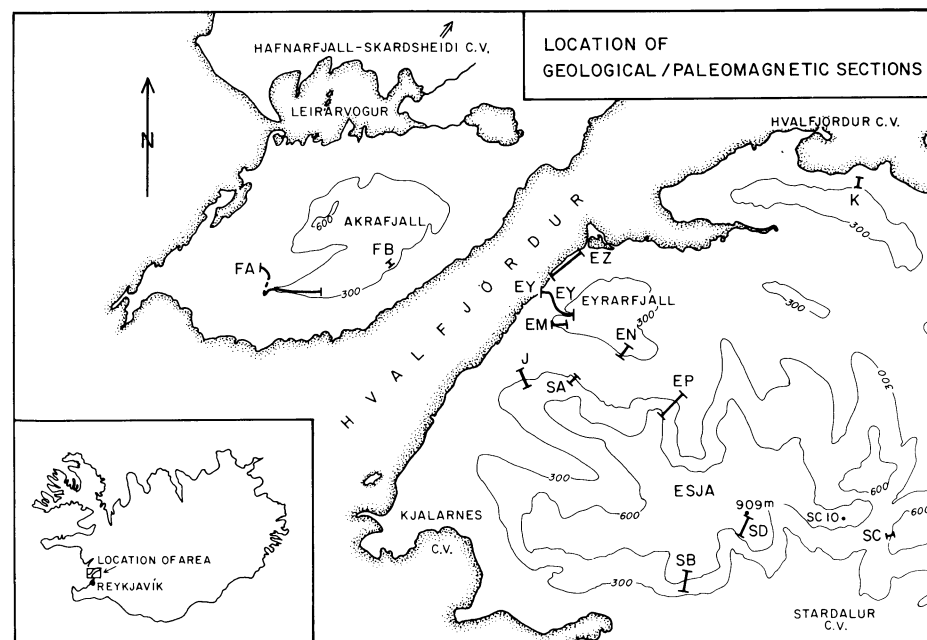 LOCATION OF
GEOLOGICAL/PALEOMAGNETIC SECTIONS
HAFNARFJALL-SKARDSHEIDI C.V.
LEIRÁRVOGUR
N
HVALFJÖRDUR C.V.
K
300
600
AKRAFJALL
FB
FA
300
HVALFJÖRDUR
EZ
EY
EY
EYRARFJALL
300
EM
EN
300
J
SA
EP
300
300
600
ESJA
909m
SD
SC10
600
SC
600
KJALARNES
C.V.
SB
300
STARDALUR
C.V.
LOCATION OF AREA
REYKJAVÍK